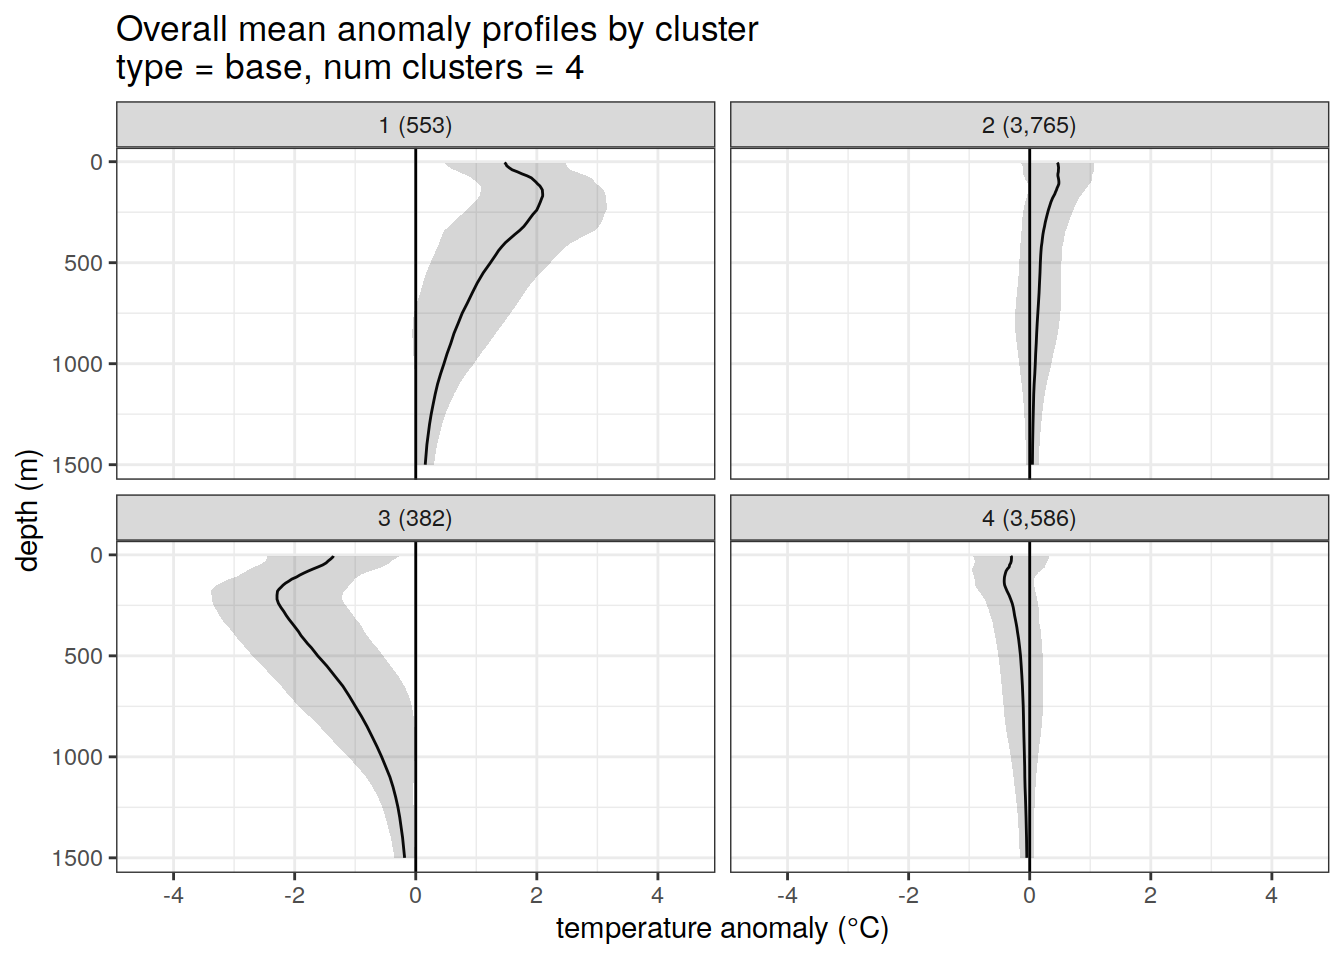 Overall mean anomaly profiles by cluster
type = base, num clusters = 4
1 (553)
2 (3,765)
0
500
1000
1500
3 (382)
4 (3,586)
0
500
1000
1500
depth (m)
-4 -2 0 2 4
-4 -2 0 2 4
temperature anomaly (°C)